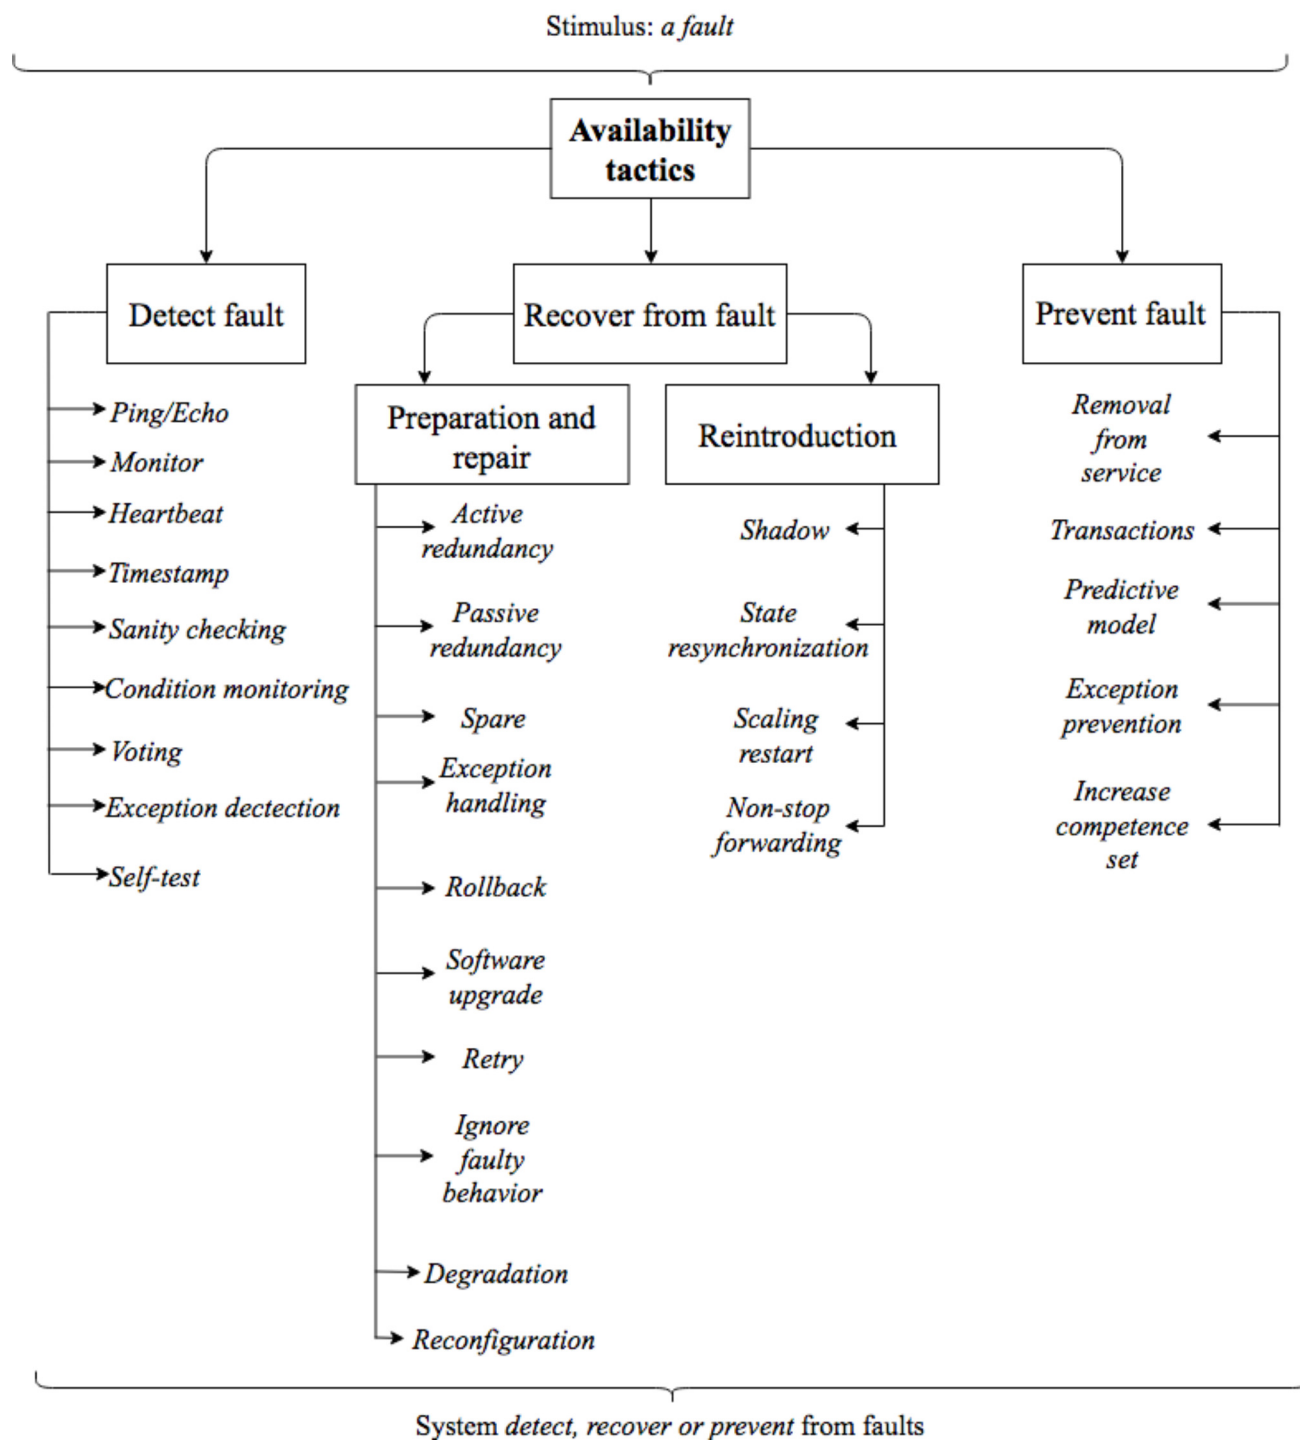 Stimulus: a fault
Availability
tactics
Detect fault
Recover from fault
Prevent fault
Ping/Echo
Monitor
Heartbeat
Timestamp
Sanity checking
Condition monitoring
Voting
Exception dectection
Self-test
Preparation and
repair
Active
redundancy
Passive
redundancy
Spare
Exception
handling
Rollback
Software
upgrade
Retry
Ignore
faulty
behavior
Degradation
Reconfiguration
Reintroduction
Shadow
State
resynchronization
Scaling
restart
Non-stop
forwarding
Removal
from
service
Transactions
Predictive
model
Exception
prevention
Increase
competence
set
System detect, recover or prevent from faults